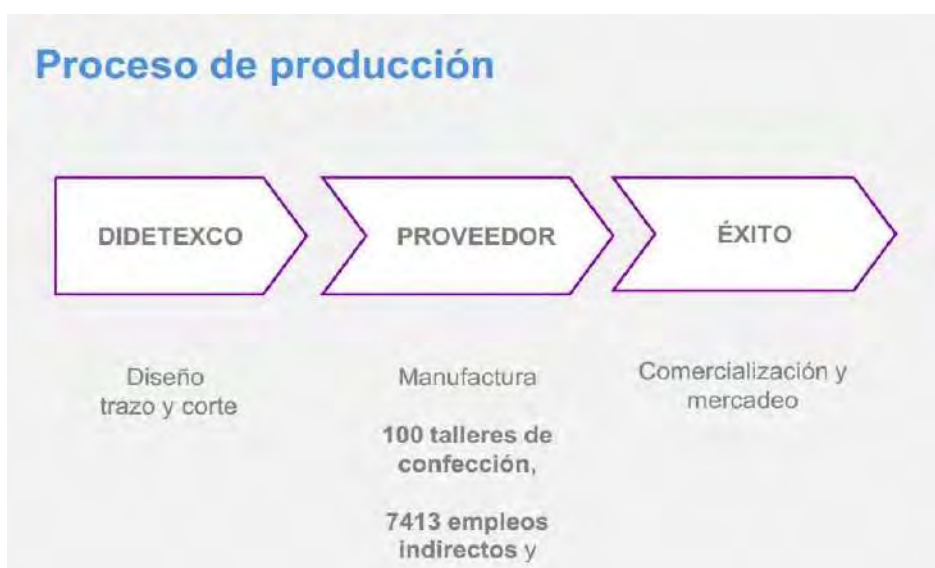 Proceso de producción
DIDETEXCO
PROVEEDOR
ÉXITO
Diseño
trazo y corte
Manufactura
100 talleres de
confección,
7413 empleos
indirectos y
Comercialización y
mercadeo